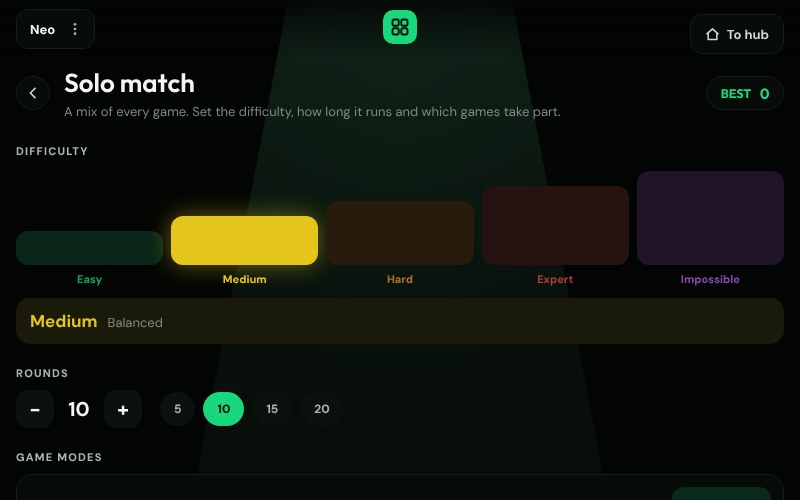 Neo
To hub
Solo match
A mix of every game. Set the difficulty, how long it runs and which games take part.
BEST 0
DIFFICULTY
Easy
Medium
Hard
Expert
Impossible
Medium Balanced
ROUNDS
– 10 + 5 10 15 20
GAME MODES